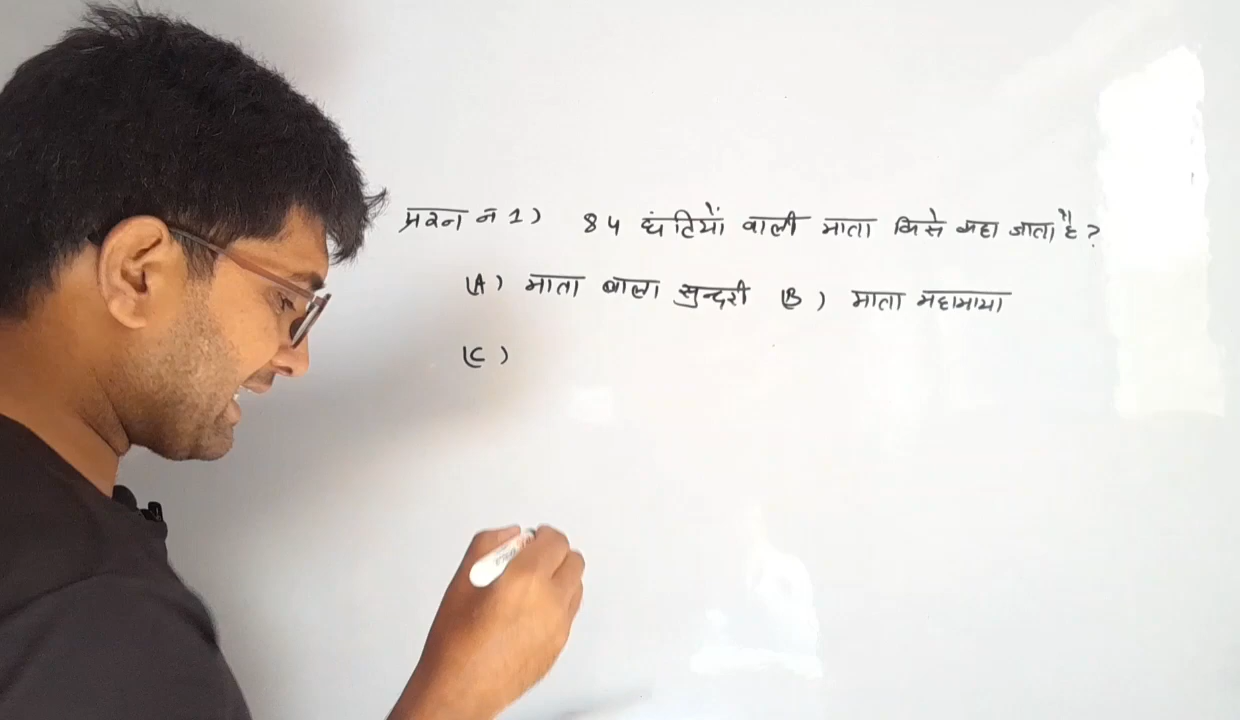 प्रश्न नं 1) 84 घंटियों वाली माता किसे कहा जाता है?
(A) माता बाला सुन्दरी (B) माता महामाया
(C)